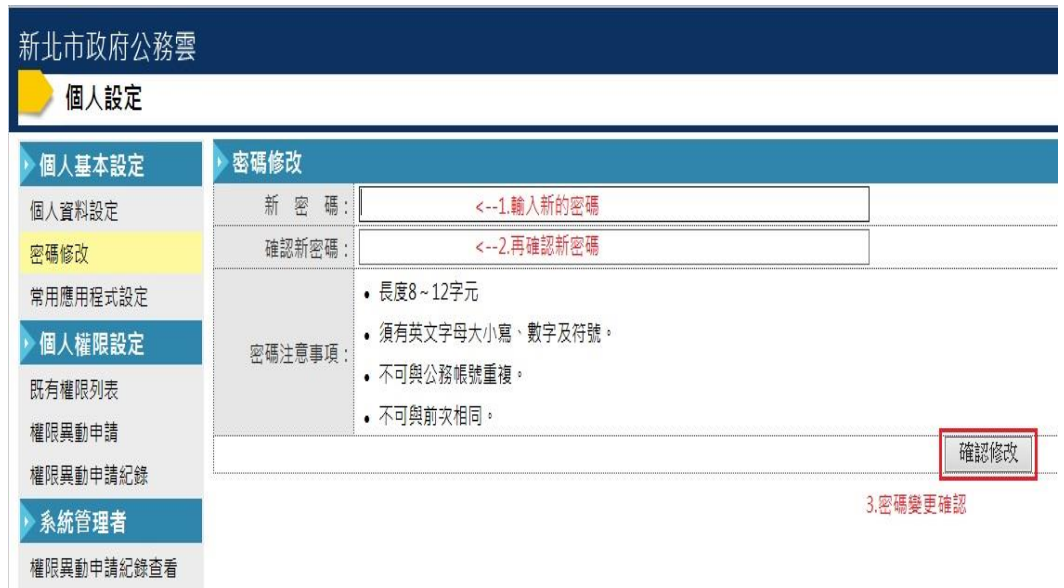 新北市政府公務雲
個人設定
個人基本設定
個人資料設定
密碼修改
常用應用程式設定
個人權限設定
既有權限列表
權限異動申請
權限異動申請紀錄
系統管理者
權限異動申請紀錄查看
密碼修改
新 密 碼： <--1.輸入新的密碼
確認新密碼： <--2.再確認新密碼
密碼注意事項：
• 長度8~12字元
• 須有英文字母大小寫、數字及符號。
• 不可與公務帳號重複。
• 不可與前次相同。
確認修改
3.密碼變更確認